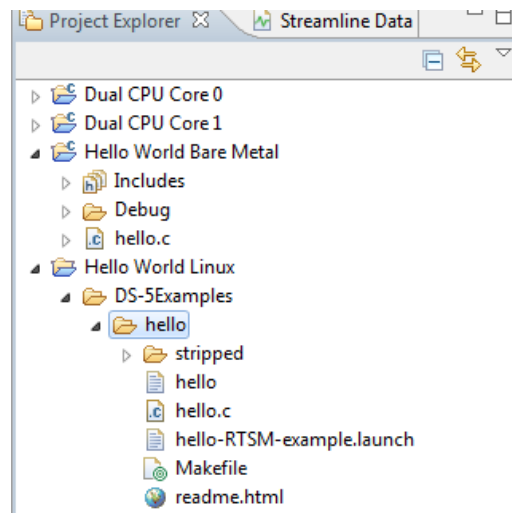 Project Explorer Streamline Data
Dual CPU Core 0
Dual CPU Core 1
Hello World Bare Metal
Includes
Debug
hello.c
Hello World Linux
DS-5Examples
hello
stripped
hello
hello.c
hello-RTSM-example.launch
Makefile
readme.html